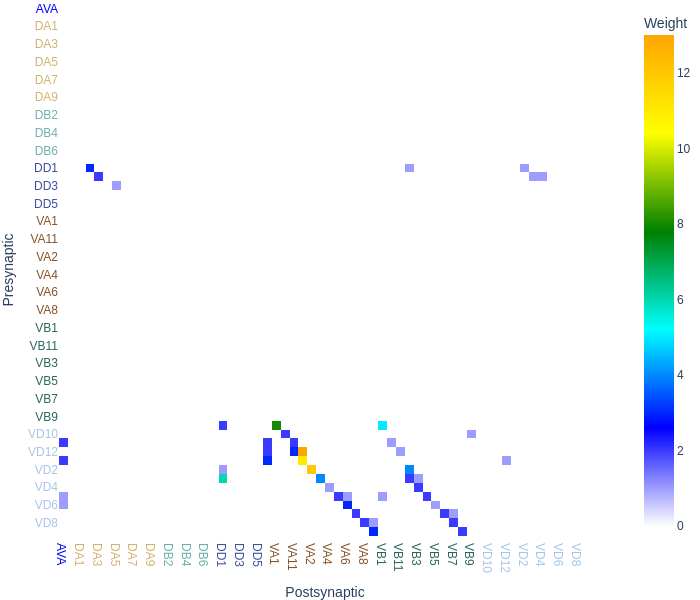 Weight
AVA
DA1
DA3
DA5
DA7
DA9
DB2
DB4
DB6
DD1
DD3
DD5
VA1
VA11
VA2
VA4
VA6
VA8
VB1
VB11
VB3
VB5
VB7
VB9
VD10
VD12
VD2
VD4
VD6
VD8
Presynaptic
12
10
8
6
4
2
0
AVA DA1 DA3 DA5 DA7 DA9 DB2 DB4 DB6 DD1 DD3 DD5 VA1 VA11 VA2 VA4 VA6 VA8 VB1 VB11 VB3 VB5 VB7 VB9 VD10 VD12 VD2 VD4 VD6 VD8
Postsynaptic